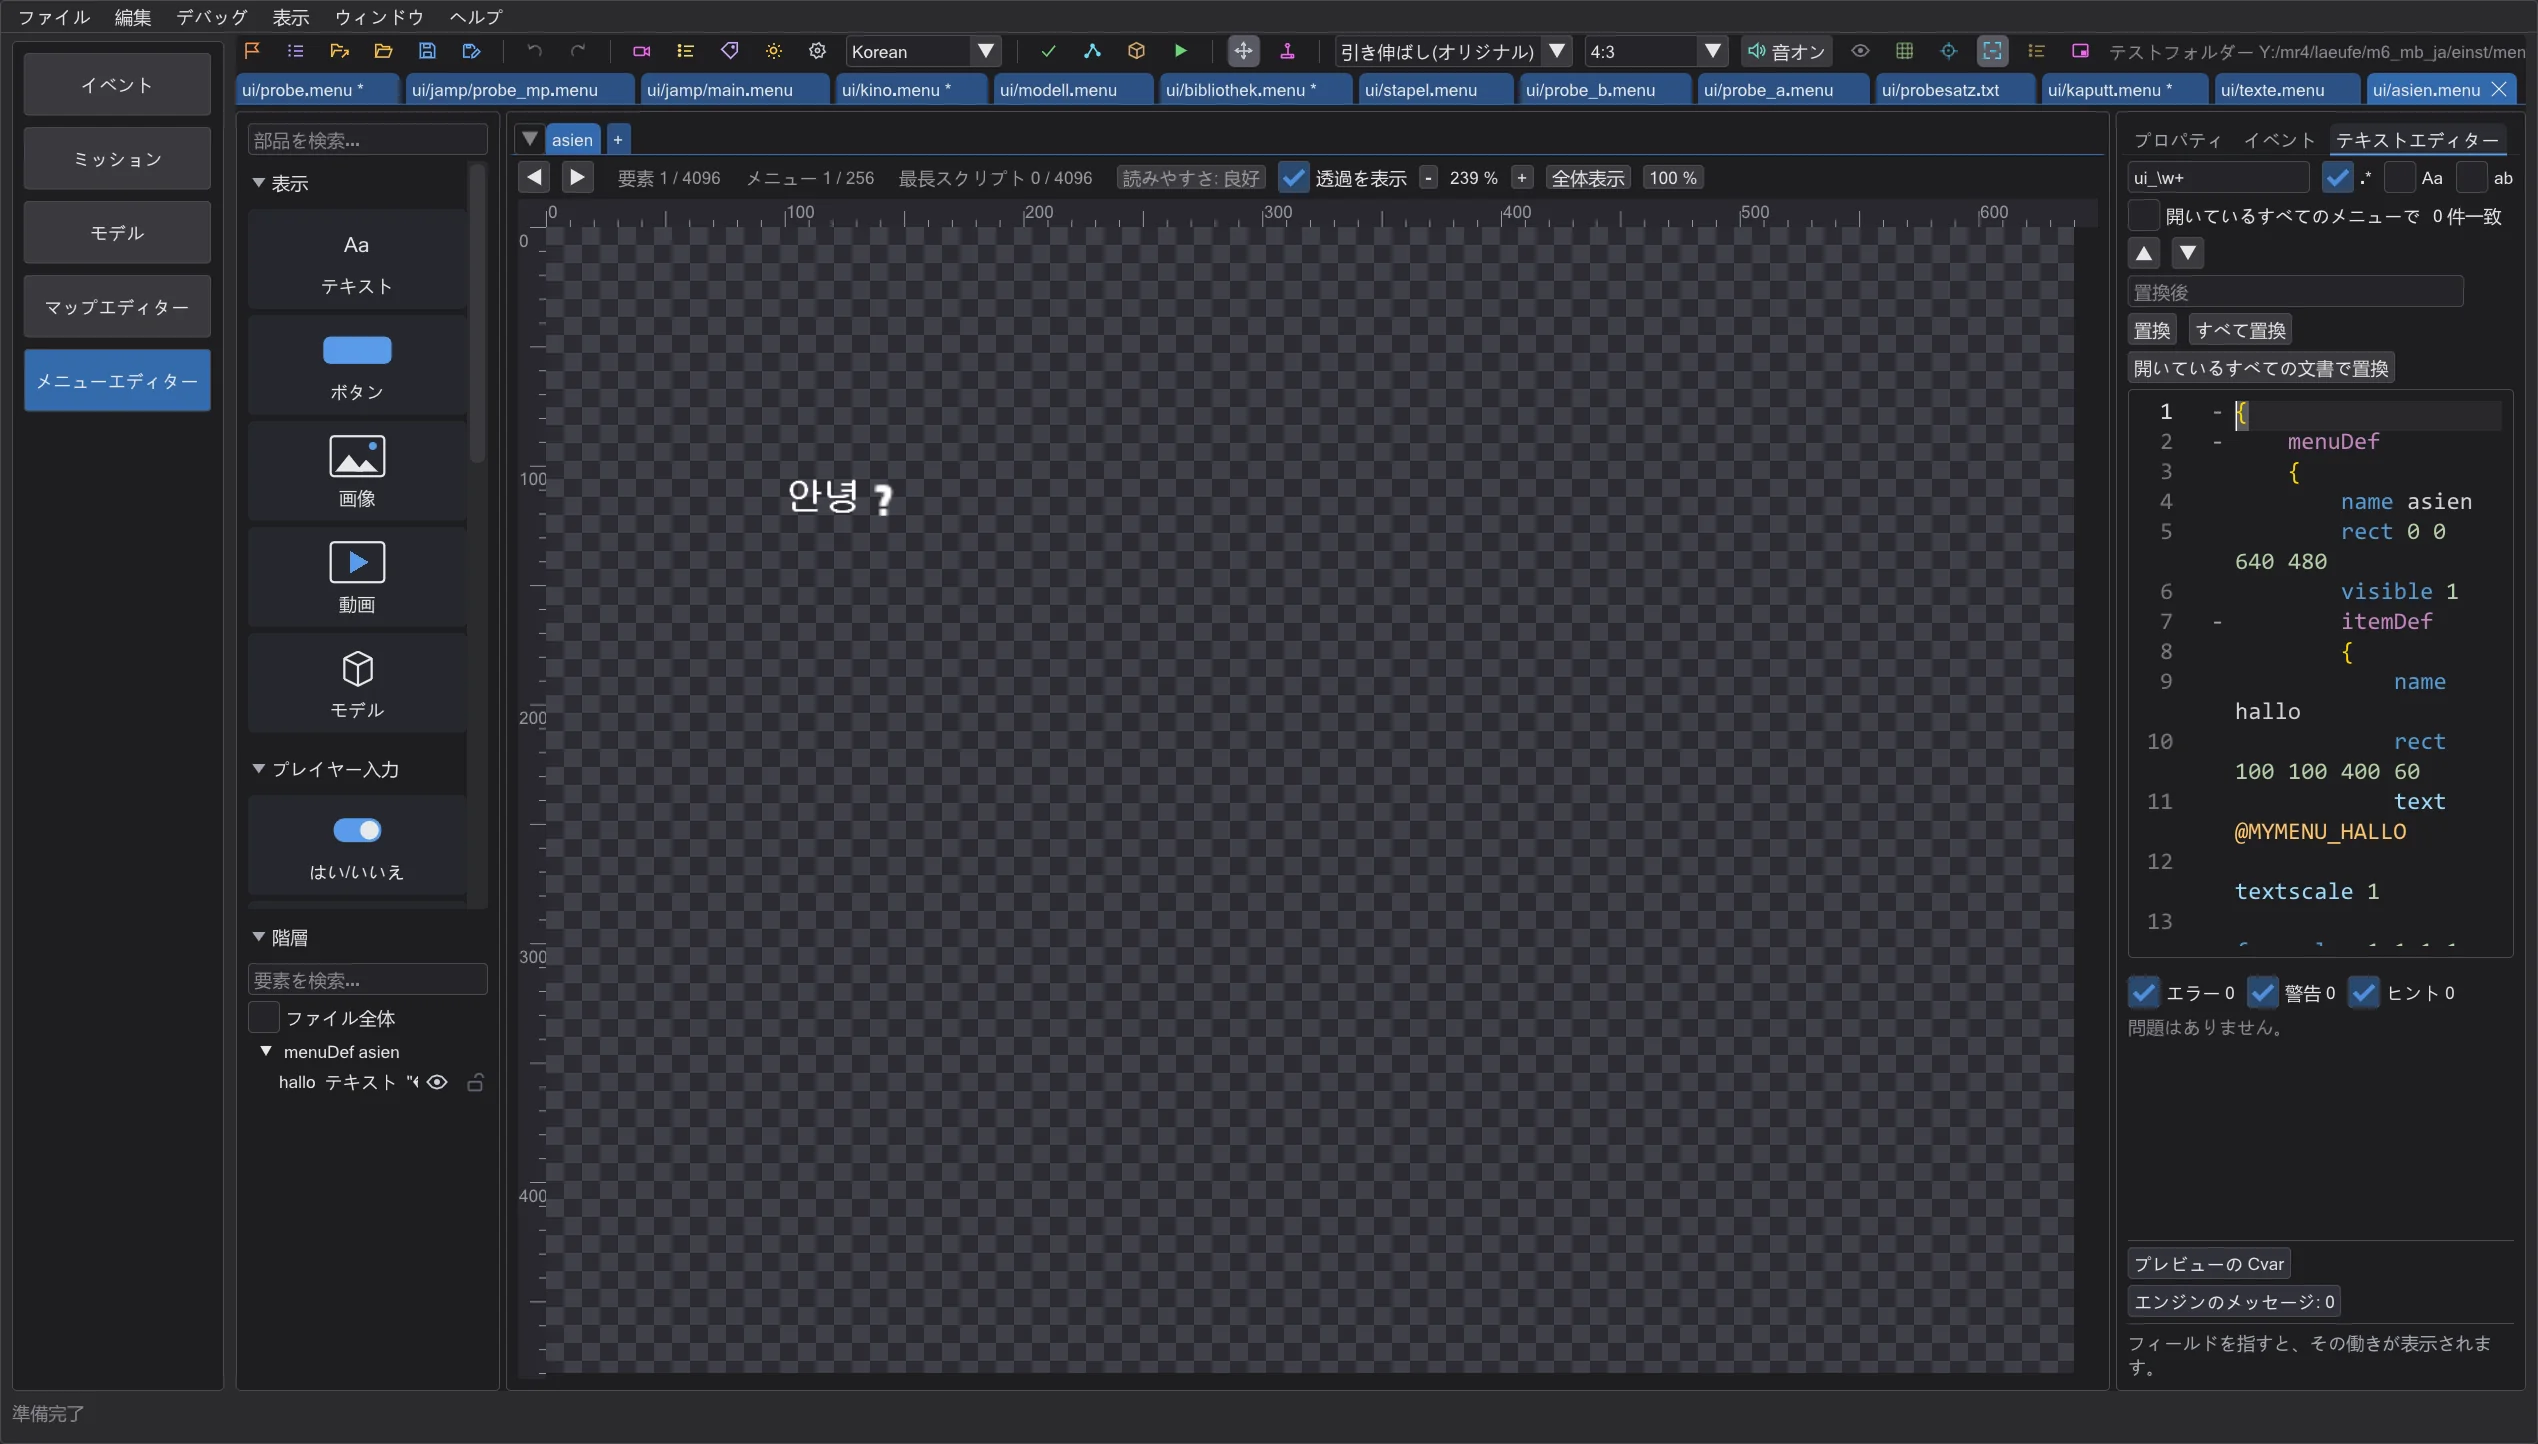 ファイル 編集 デバッグ 表示 ウィンドウ ヘルプ
Korean 引き伸ばし(オリジナル) 4:3 音オン テストフォルダー Y:/mr4/laeufe/m6_mb_ja/einst/men
ui/probe.menu * ui/jamp/probe_mp.menu ui/jamp/main.menu ui/kino.menu * ui/modell.menu ui/bibliothek.menu * ui/stapel.menu ui/probe_b.menu ui/probe_a.menu ui/probesatz.txt ui/kaputt.menu * ui/texte.menu ui/asien.menu
イベント
ミッション
モデル
マップエディター
メニューエディター
部品を検索...
表示
Aa
テキスト
ボタン
画像
動画
モデル
プレイヤー入力
はい/いいえ
階層
要素を検索...
ファイル全体
menuDef asien
hallo テキスト "
asien +
要素 1 / 4096 メニュー 1 / 256 最長スクリプト 0 / 4096 読みやすさ: 良好 透過を表示 - 239 % + 全体表示 100 %
0 100 200 300 400 500 600
0
100
200
300
400
안녕 ?
プロパティ イベント テキストエディター
ui_\w+ .* Aa ab
開いているすべてのメニューで 0 件一致
置換後
置換 すべて置換
開いているすべての文書で置換
1 - {
2 - menuDef
3 {
4 name asien
5 rect 0 0
640 480
6 visible 1
7 - itemDef
8 {
9 name
hallo
10 rect
100 100 400 60
11 text
@MYMENU_HALLO
12
textscale 1
13
エラー 0 警告 0 ヒント 0
問題はありません。
プレビューの Cvar
エンジンのメッセージ: 0
フィールドを指すと、その働きが表示されま
す。
準備完了